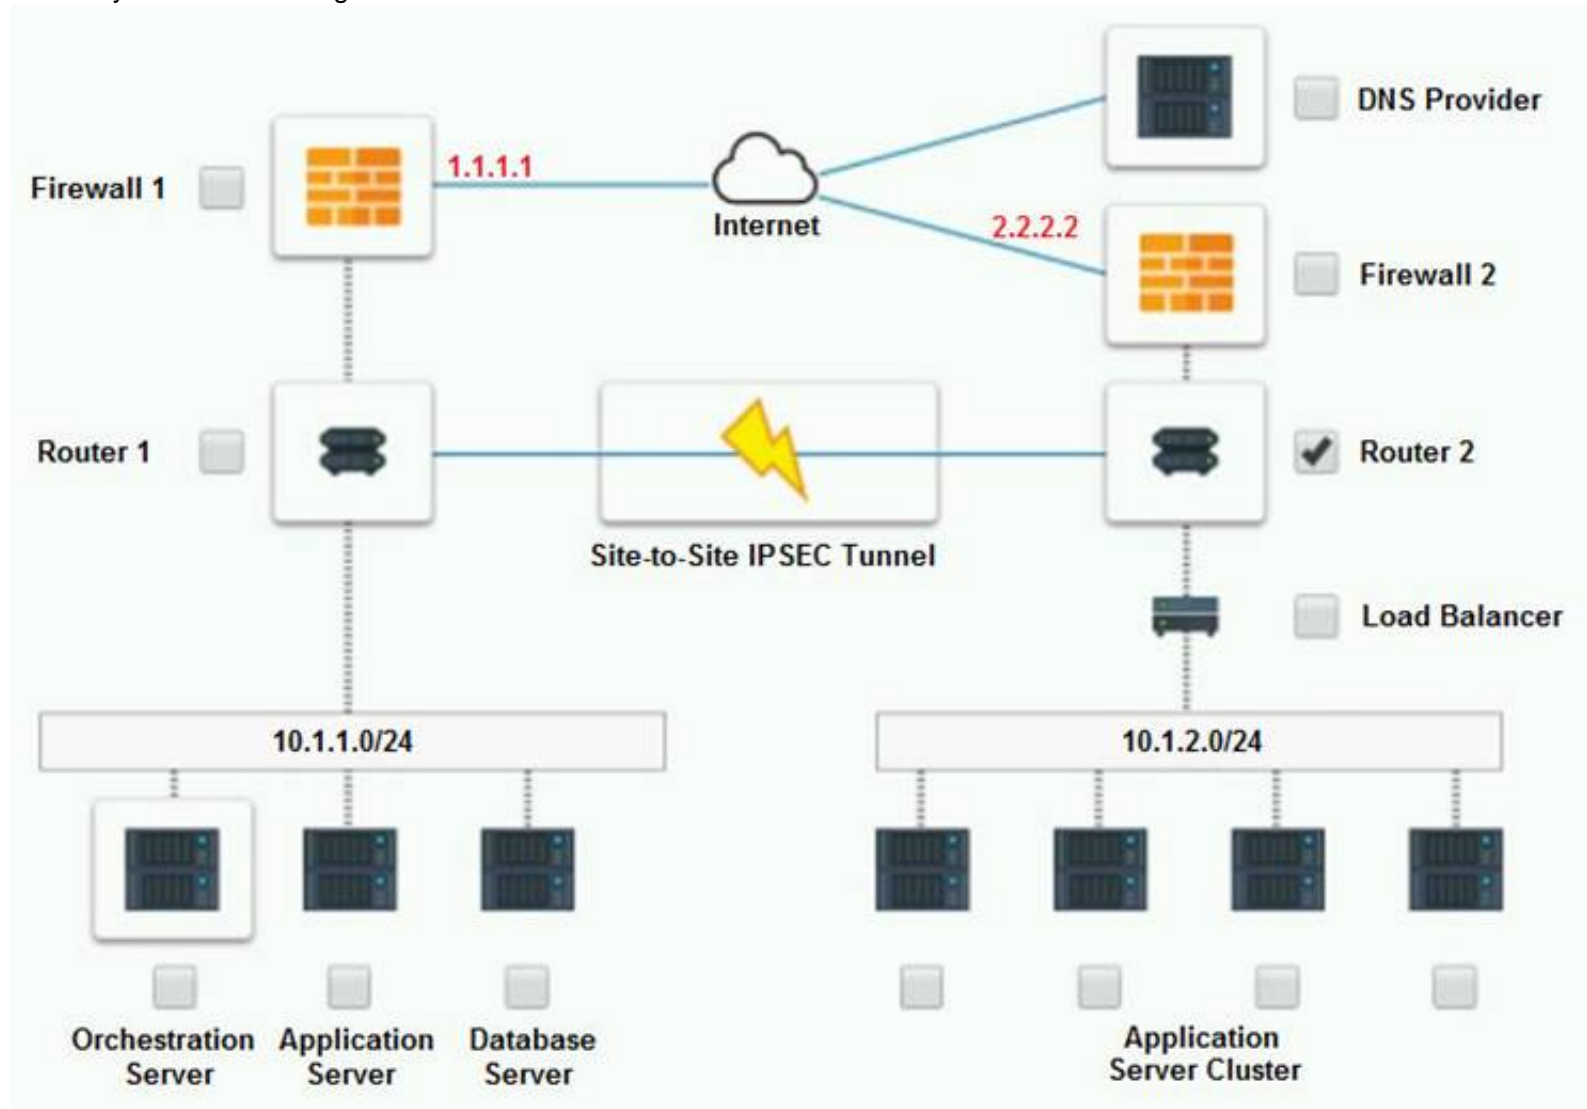 DNS Provider
1.1.1.1
Firewall 1
Internet
2.2.2.2
Firewall 2
Router 1
Router 2
Site-to-Site IPSEC Tunnel
Load Balancer
10.1.1.0/24
10.1.2.0/24
Orchestration
Server
Application
Server
Database
Server
Application
Server Cluster